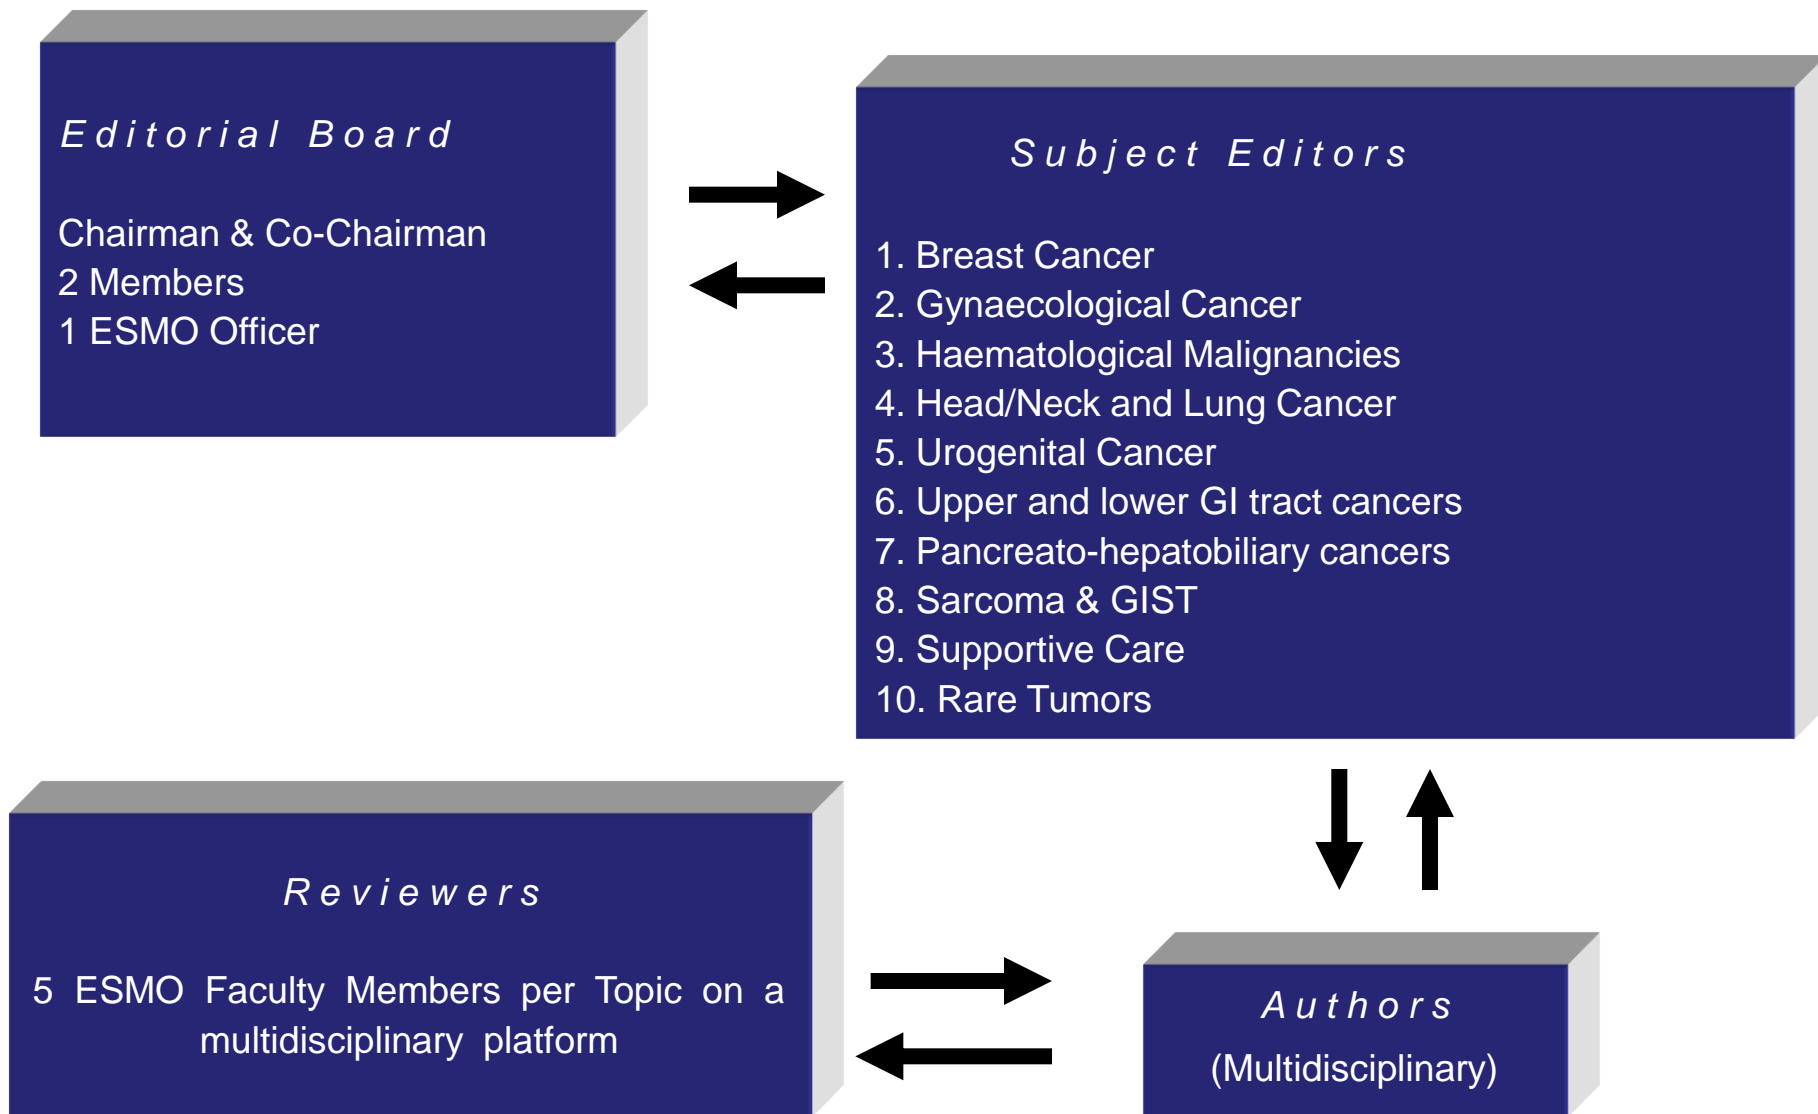 Editorial Board
Chairman & Co-Chairman
2 Members
1 ESMO Officer
Subject Editors
1. Breast Cancer
2. Gynaecological Cancer
3. Haematological Malignancies
4. Head/Neck and Lung Cancer
5. Urogenital Cancer
6. Upper and lower GI tract cancers
7. Pancreato-hepatobiliary cancers
8. Sarcoma & GIST
9. Supportive Care
10. Rare Tumors
Reviewers
5 ESMO Faculty Members per Topic on a
multidisciplinary platform
Authors
(Multidisciplinary)